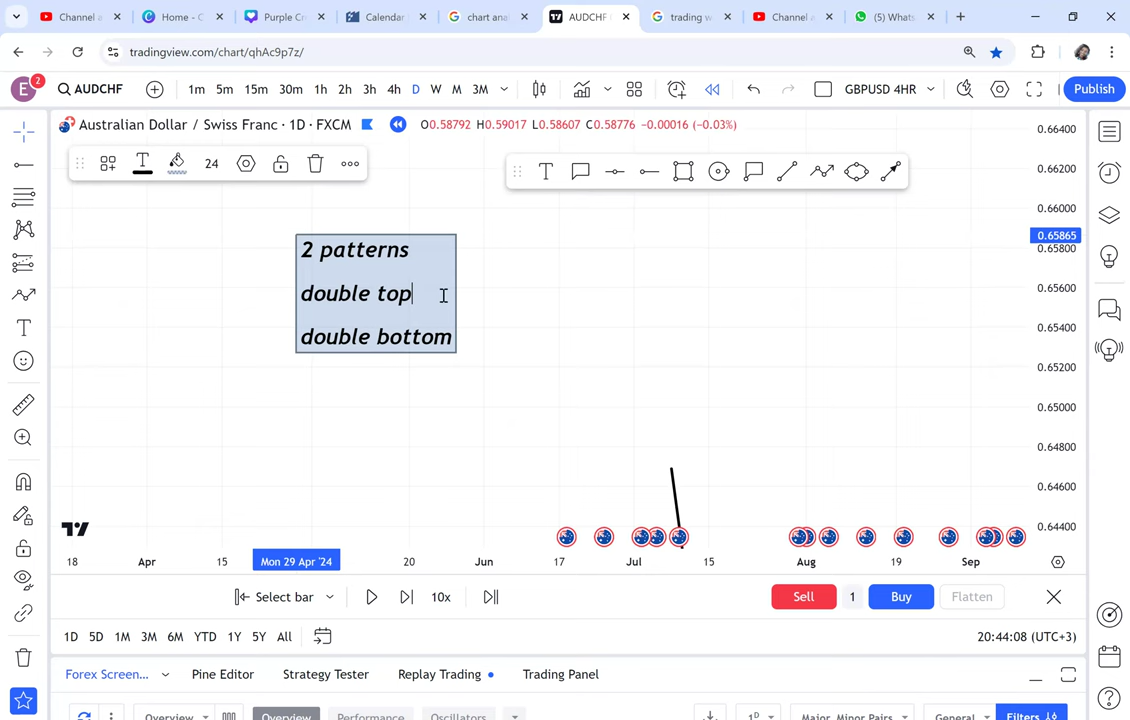 Channel a
Home - C
Purple Cr
Calendar
chart ana
AUDCHF
trading w
Channel a
(5) Whats
tradingview.com/chart/qhAc9p7z/
E
2
AUDCHF
1m 5m 15m 30m 1h 2h 3h 4h D W M 3M
GBPUSD 4HR
Publish
Australian Dollar / Swiss Franc · 1D · FXCM
O0.58792 H0.59017 L0.58607 C0.58776 -0.00016 (-0.03%)
24
T
2 patterns
double top
double bottom
0.66400
0.66200
0.66000
0.65865
0.65800
0.65600
0.65400
0.65200
0.65000
0.64800
0.64600
0.64400
18 Apr 15 Mon 29 Apr '24 20 Jun 17 Jul 15 Aug 19 Sep
Select bar
10x
Sell
1
Buy
Flatten
1D 5D 1M 3M 6M YTD 1Y 5Y All
20:44:08 (UTC+3)
Forex Screen...
Pine Editor
Strategy Tester
Replay Trading
Trading Panel
Overview
Overview
Performance
Oscillators
1D
Major, Minor Pairs
General
Filters